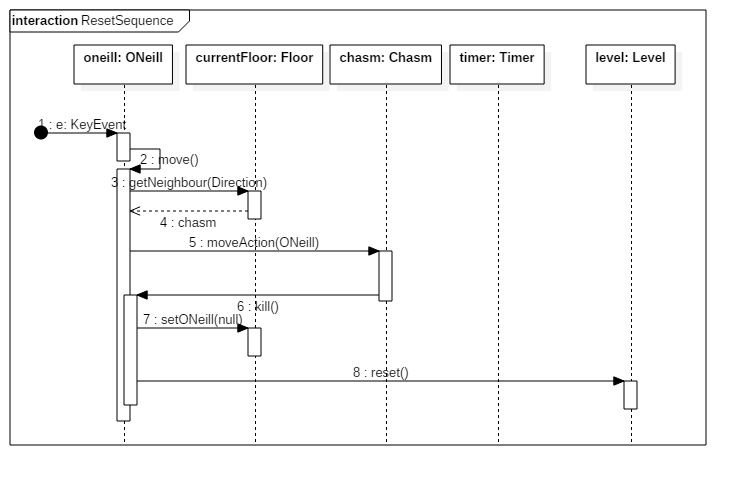 interaction ResetSequence
oneill: ONeill
currentFloor: Floor
chasm: Chasm
timer: Timer
level: Level
1 : e: KeyEvent
2 : move()
3 : getNeighbour(Direction)
4 : chasm
5 : moveAction(ONeill)
6 : kill()
7 : setONeill(null)
8 : reset()